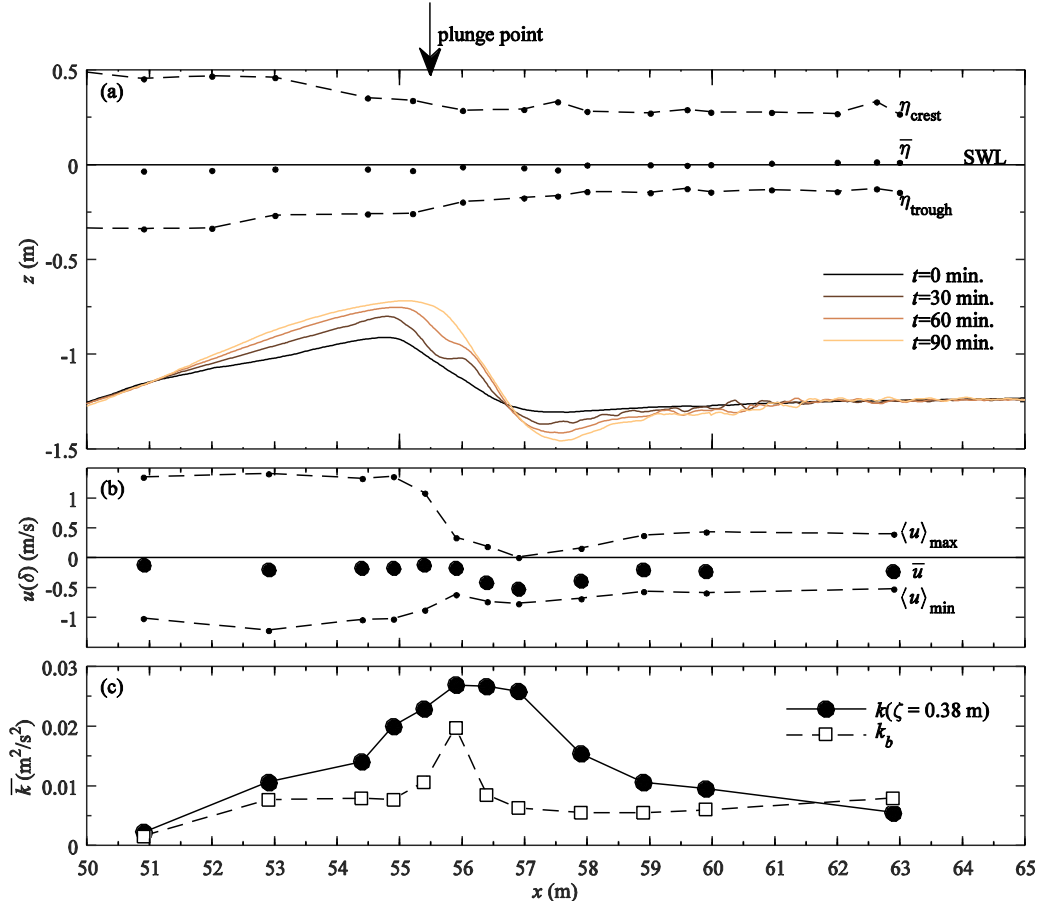 plunge point
(a)
0.5
0
-0.5
-1
-1.5
z (m)
η_crest
η̅
SWL
η_trough
t=0 min.
t=30 min.
t=60 min.
t=90 min.
(b)
1
0.5
0
-0.5
-1
u(δ) (m/s)
⟨u⟩_max
u̅
⟨u⟩_min
(c)
0.03
0.02
0.01
0
k̅ (m²/s²)
k(ζ = 0.38 m)
k_b
50 51 52 53 54 55 56 57 58 59 60 61 62 63 64 65
x (m)